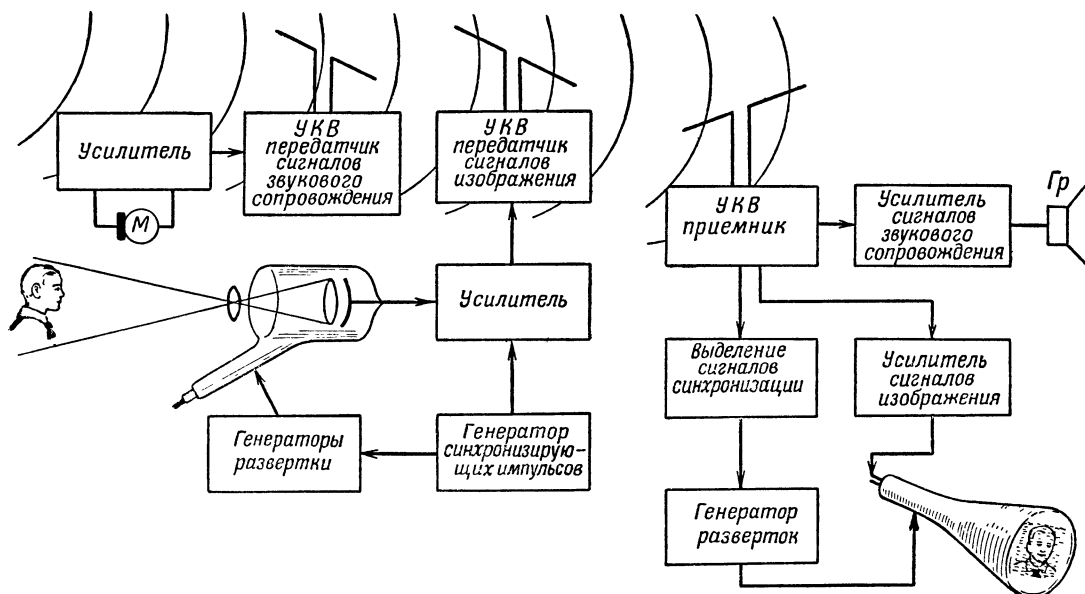 Усилитель
М
УКВ
передатчик
сигналов
звукового
сопровождения
УКВ
передатчик
сигналов
изображения
Усилитель
Генераторы
развертки
Генератор
синхронизирую-
щих импульсов
УКВ
приемник
Усилитель
сигналов
звукового
сопровождения
Гр
Выделение
сигналов
синхронизации
Усилитель
сигналов
изображения
Генератор
разверток